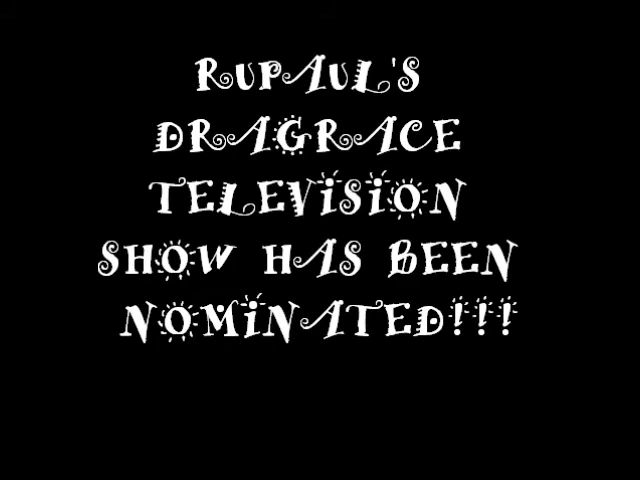 RUPAUL'S
DRAGRACE
TELEVISION
SHOW HAS BEEN
NOMINATED!!!